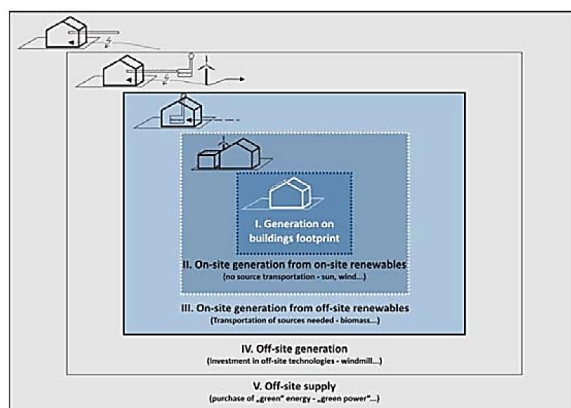 I. Generation on
buildings footprint
II. On-site generation from on-site renewables
(no source transportation - sun, wind...)
III. On-site generation from off-site renewables
(Transportation of sources needed - biomass...)
IV. Off-site generation
(Investment in off-site technologies - windmill...)
V. Off-site supply
(purchase of „green“ energy - „green power“...)